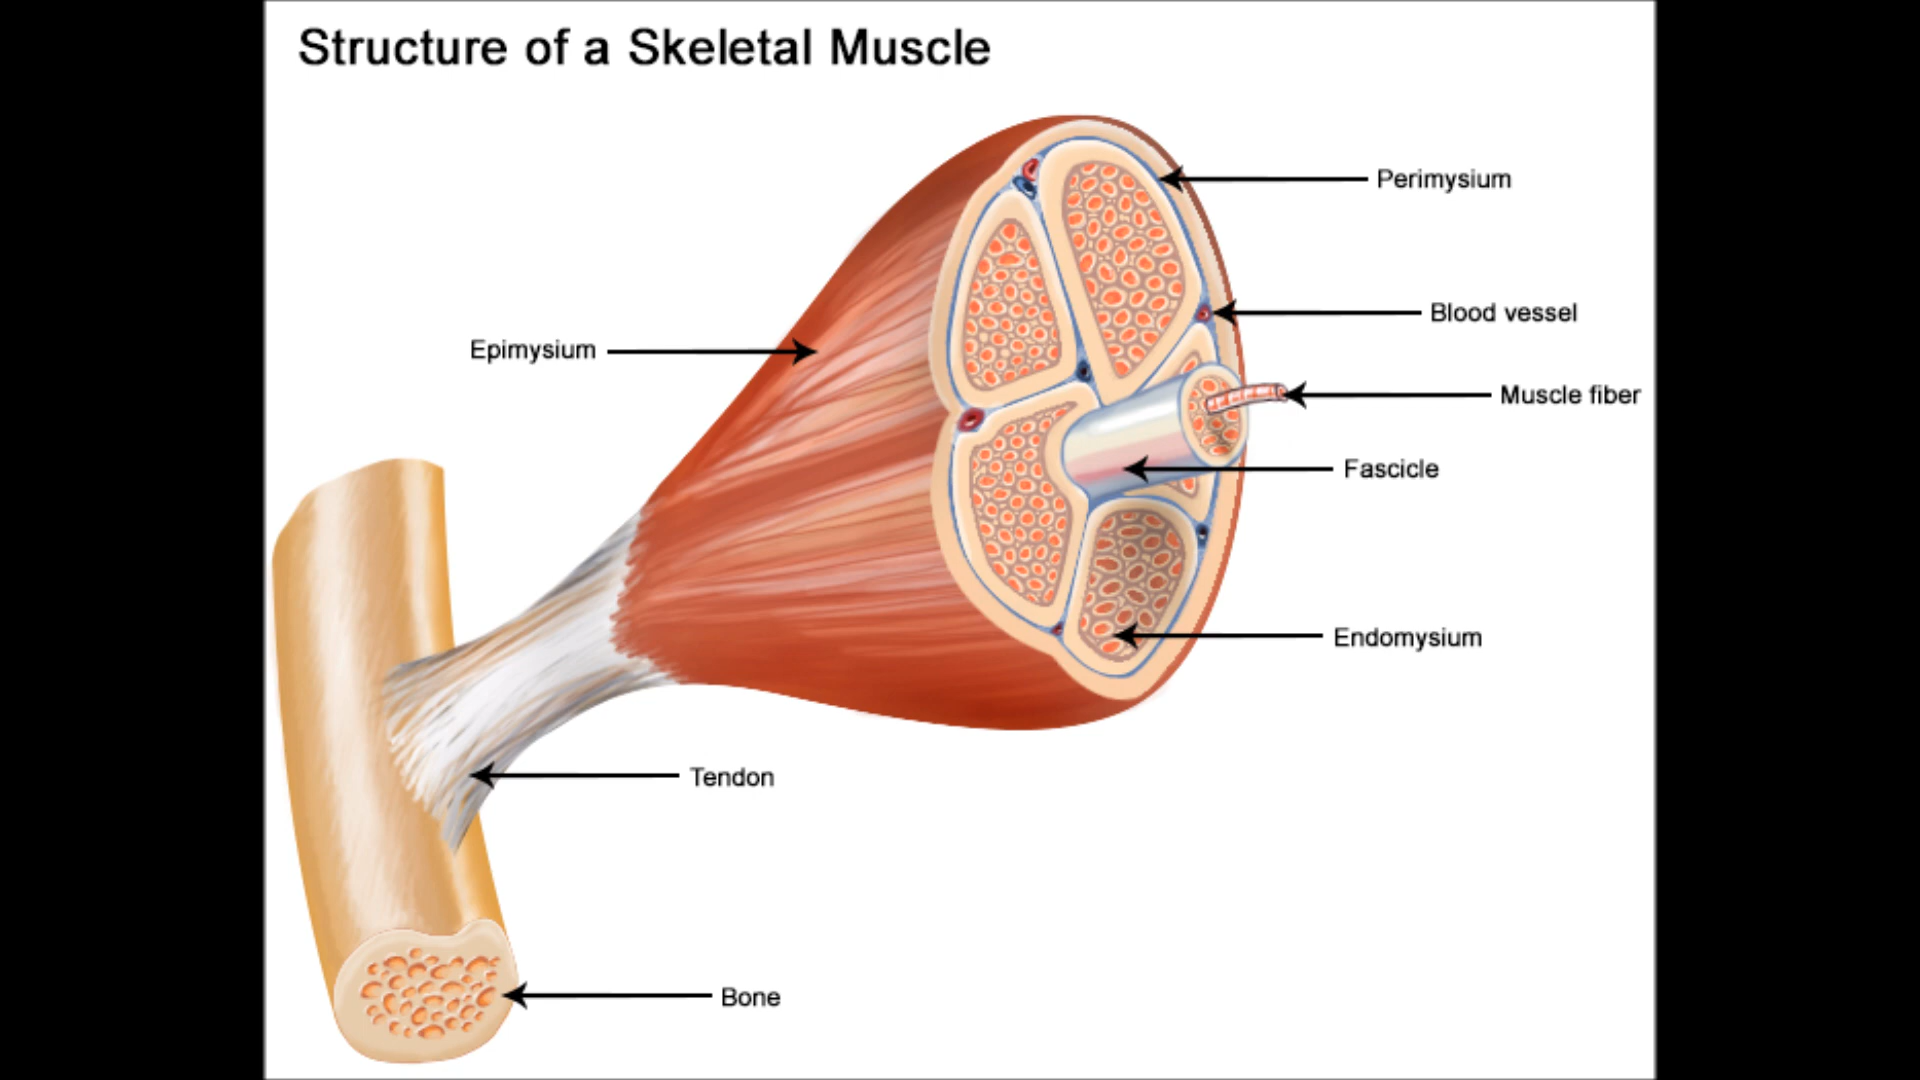 Structure of a Skeletal Muscle
Perimysium
Blood vessel
Epimysium
Muscle fiber
Fascicle
Endomysium
Tendon
Bone